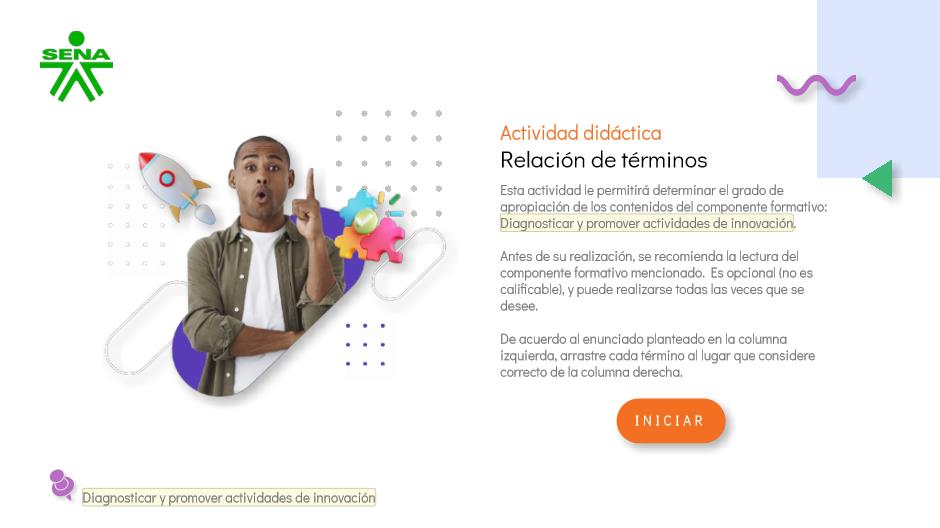 SENA
Actividad didáctica
Relación de términos
Esta actividad le permitirá determinar el grado de
apropiación de los contenidos del componente formativo:
Diagnosticar y promover actividades de innovación.
Antes de su realización, se recomienda la lectura del
componente formativo mencionado. Es opcional (no es
calificable), y puede realizarse todas las veces que se
desee.
De acuerdo al enunciado planteado en la columna
izquierda, arrastre cada término al lugar que considere
correcto de la columna derecha.
INICIAR
Diagnosticar y promover actividades de innovación